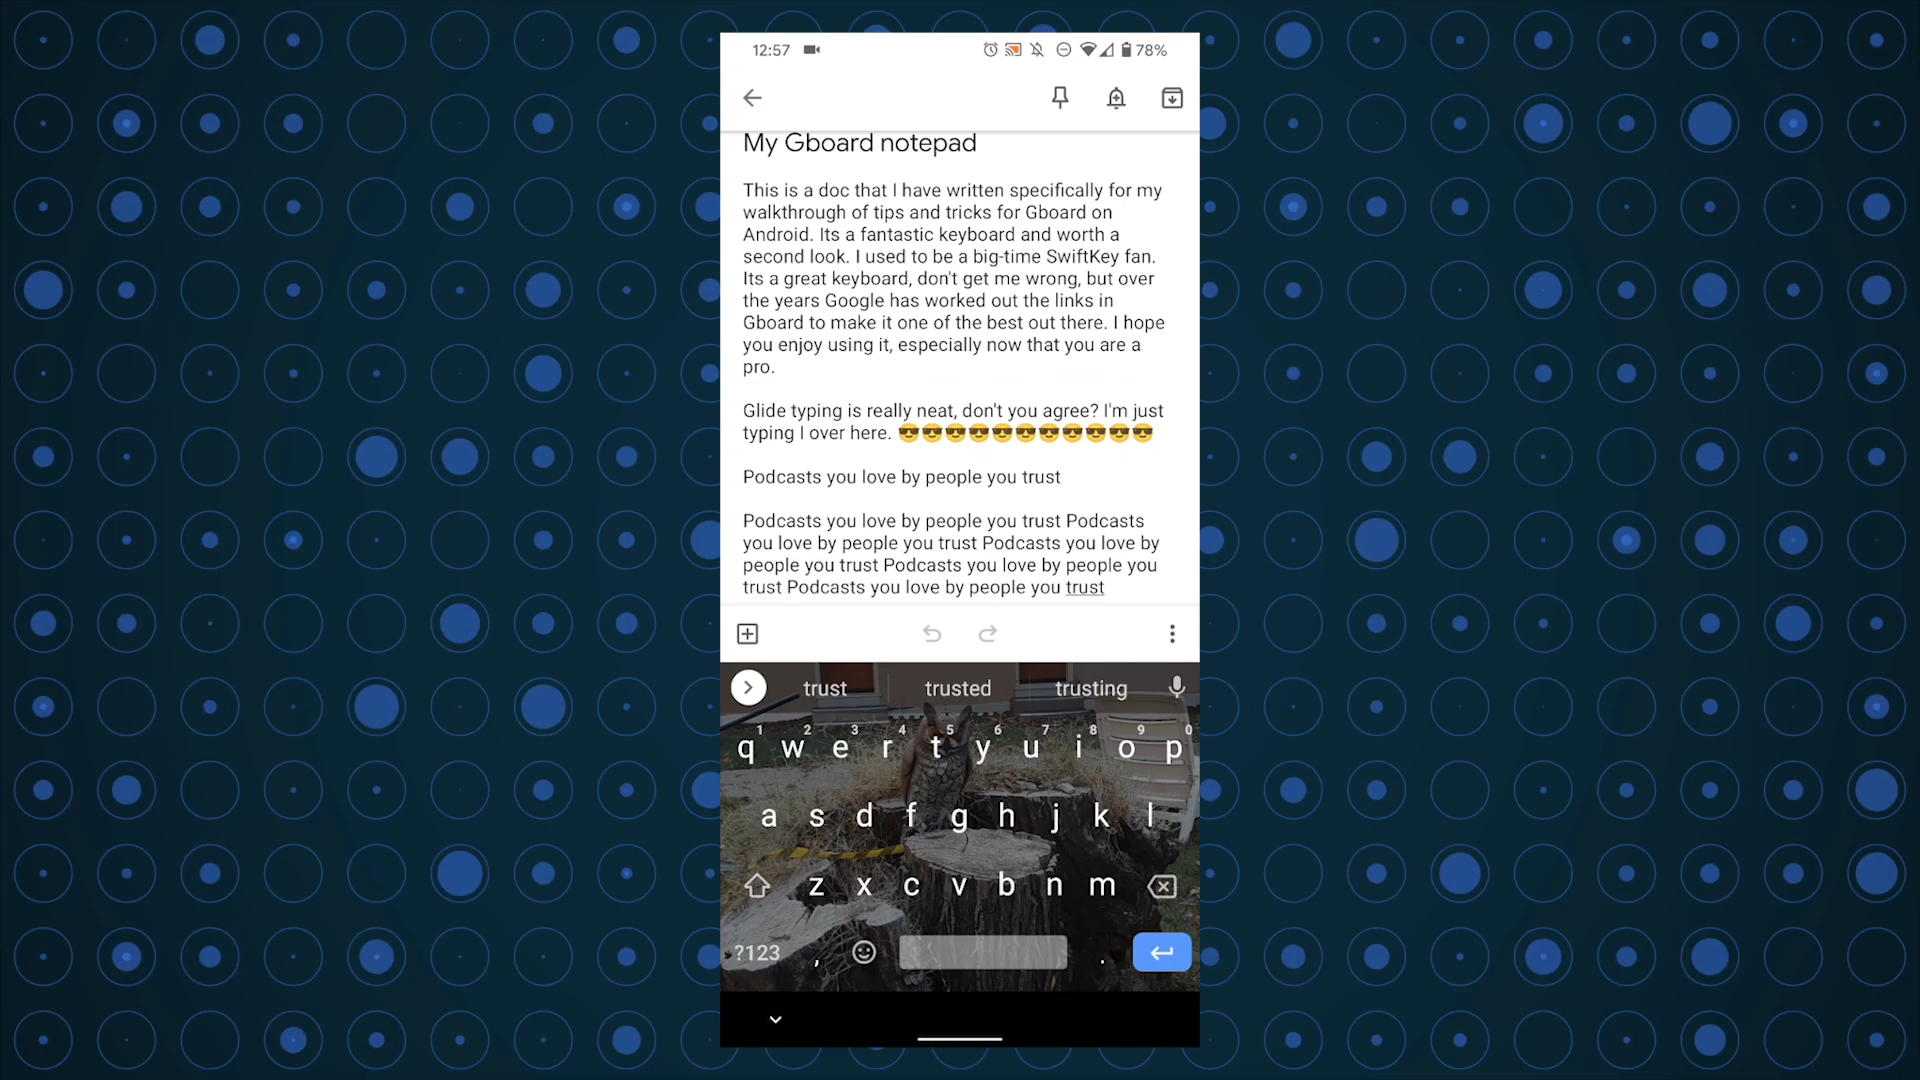 12:57
78%
My Gboard notepad
This is a doc that I have written specifically for my
walkthrough of tips and tricks for Gboard on
Android. Its a fantastic keyboard and worth a
second look. I used to be a big-time SwiftKey fan.
Its a great keyboard, don't get me wrong, but over
the years Google has worked out the links in
Gboard to make it one of the best out there. I hope
you enjoy using it, especially now that you are a
pro.
Glide typing is really neat, don't you agree? I'm just
typing I over here. 😎😎😎😎😎😎😎😎😎😎😎
Podcasts you love by people you trust
Podcasts you love by people you trust Podcasts
you love by people you trust Podcasts you love by
people you trust Podcasts you love by people you
trust Podcasts you love by people you trust
trust trusted trusting
1 2 3 4 5 6 7 8 9 0
q w e r t y u i o p
a s d f g h j k l
z x c v b n m
?123 , .